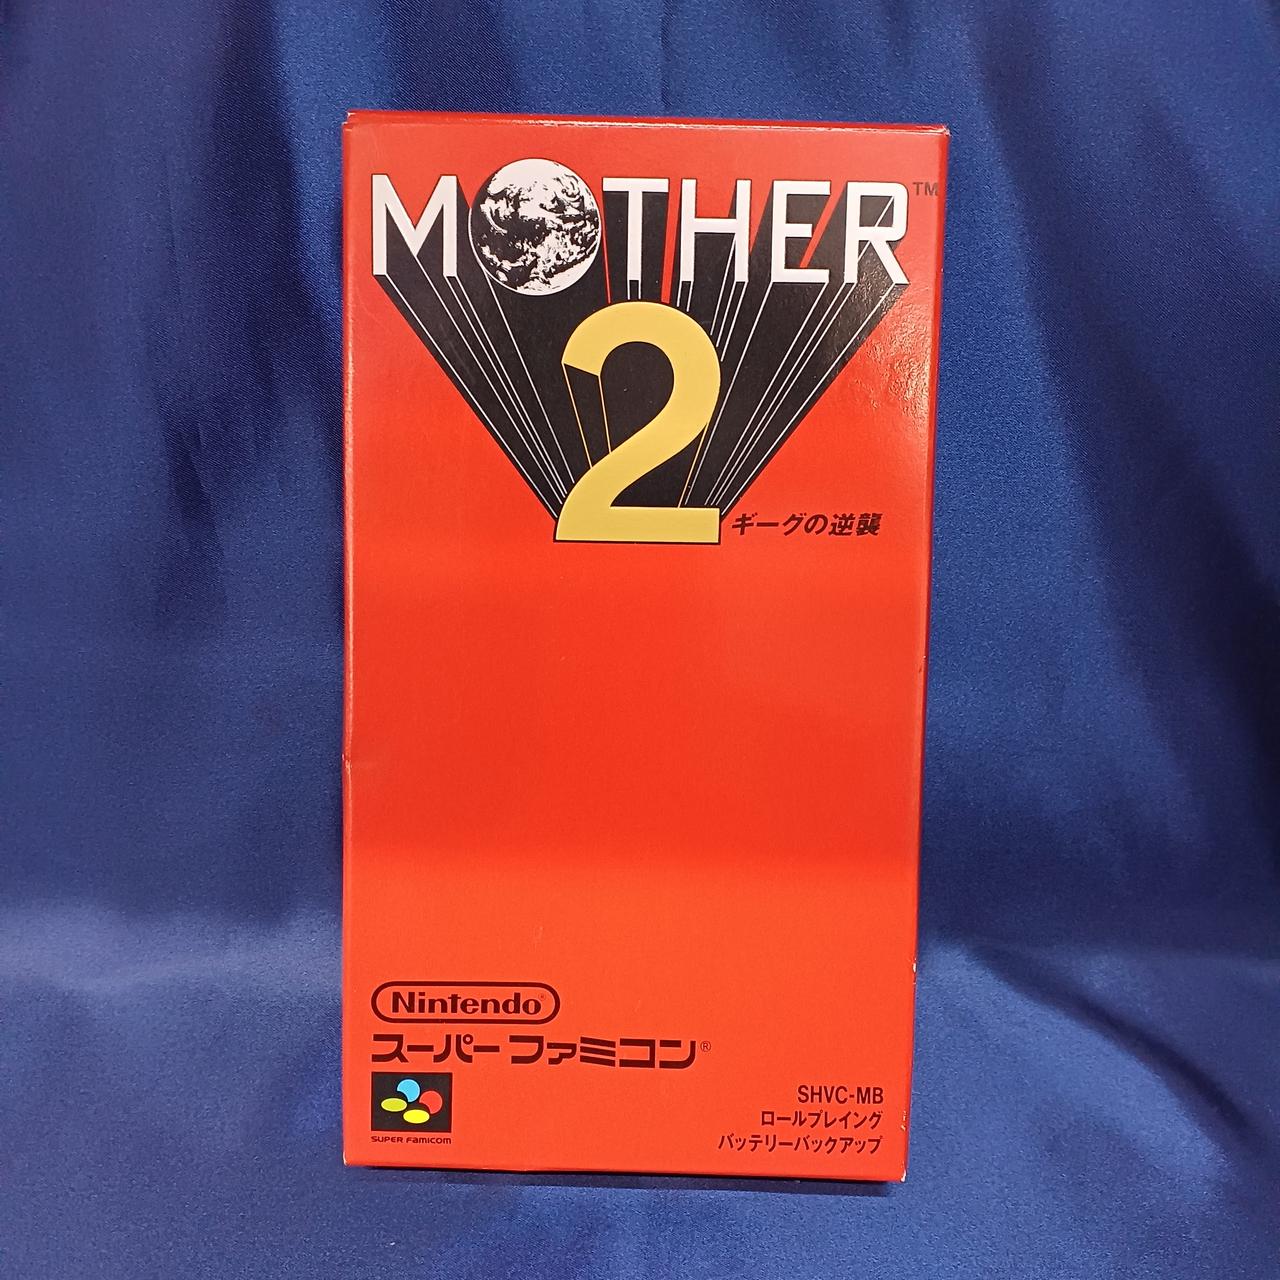 MOTHER™
2
ギーグの逆襲
Nintendo®
スーパーファミコン®
SUPER FAMICOM
SHVC-MB
ロールプレイング
バッテリーバックアップ